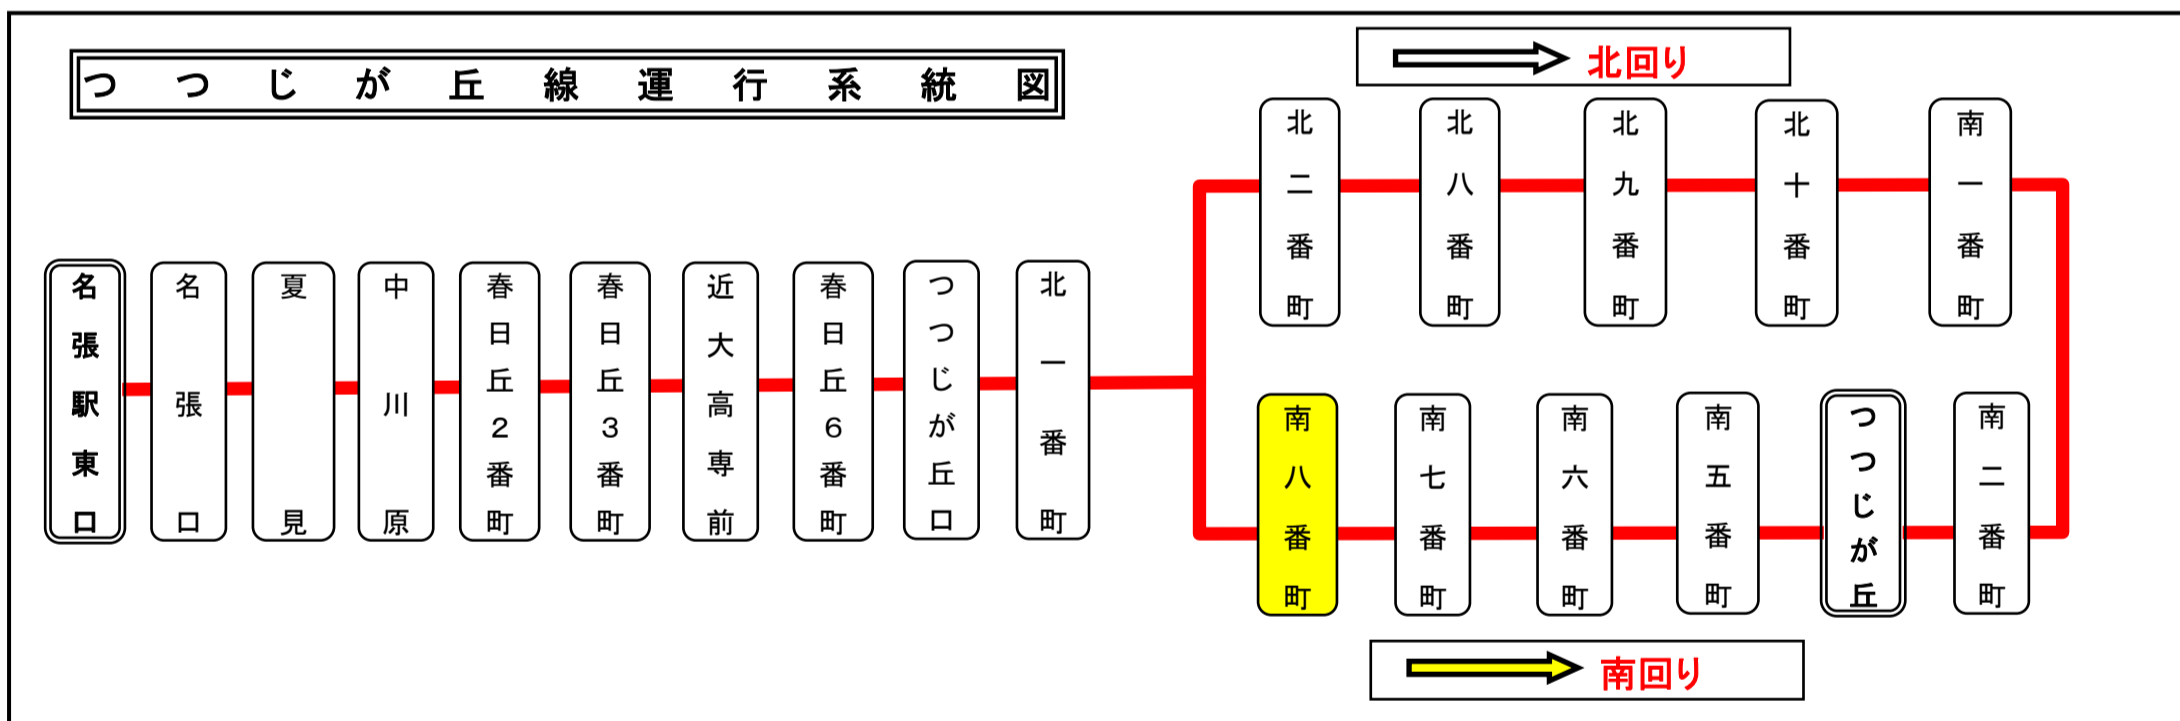 つつじが丘線運行系統図
北回り
北二番町
北八番町
北九番町
北十番町
南一番町
名張駅東口
名張口
夏見
中川原
春日丘2番町
春日丘3番町
近大高専前
春日丘6番町
つつじが丘口
北一番町
南八番町
南七番町
南六番町
南五番町
つつじが丘
南二番町
南回り